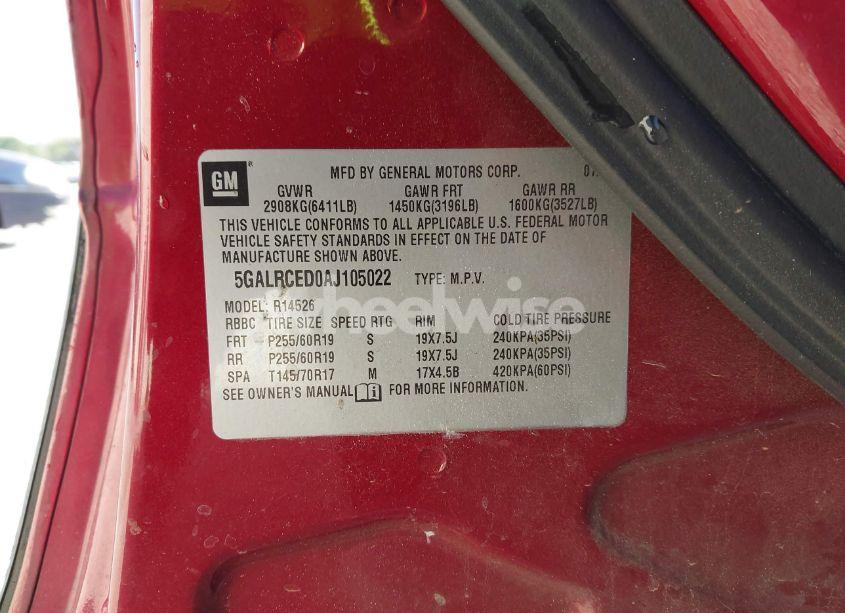 GM
MFD BY GENERAL MOTORS CORP.
GVWR GAWR FRT GAWR RR
2908KG(6411LB) 1450KG(3196LB) 1600KG(3527LB)
THIS VEHICLE CONFORMS TO ALL APPLICABLE U.S. FEDERAL MOTOR
VEHICLE SAFETY STANDARDS IN EFFECT ON THE DATE OF
MANUFACTURE SHOWN ABOVE.
5GALRCED0AJ105022 TYPE: M.P.V.
MODEL: R14526
wheelwise
RBBC TIRE SIZE SPEED RTG RIM COLD TIRE PRESSURE
FRT P255/60R19 S 19X7.5J 240KPA(35PSI)
RR P255/60R19 S 19X7.5J 240KPA(35PSI)
SPA T145/70R17 M 17X4.5B 420KPA(60PSI)
SEE OWNER'S MANUAL FOR MORE INFORMATION.